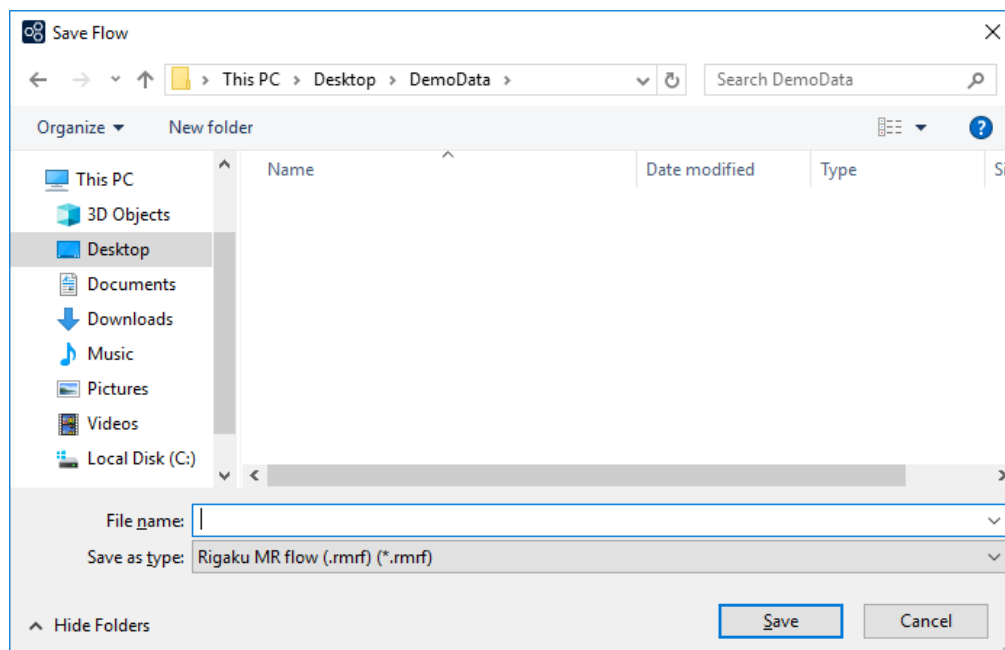 Save Flow
This PC > Desktop > DemoData >
Search DemoData
Organize
New folder
Name
Date modified
Type
Si
This PC
3D Objects
Desktop
Documents
Downloads
Music
Pictures
Videos
Local Disk (C:)
File name:
Save as type: Rigaku MR flow (.rmrf) (*.rmrf)
Hide Folders
Save
Cancel